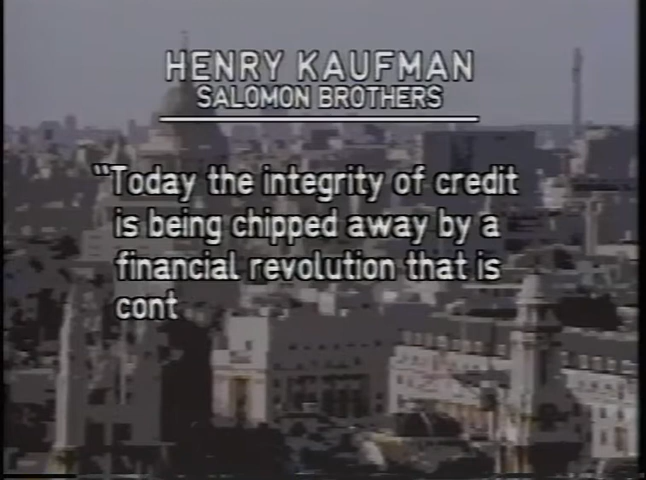 HENRY KAUFMAN
SALOMON BROTHERS
“Today the integrity of credit
is being chipped away by a
financial revolution that is
cont